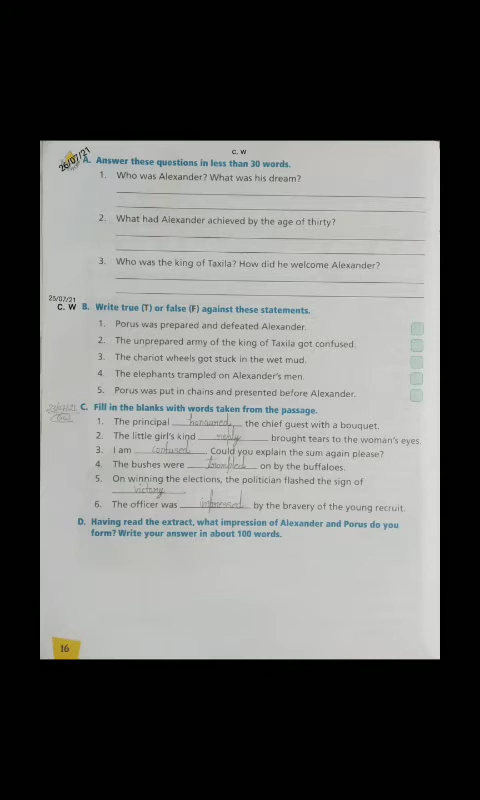 C. W
26/07/21
A. Answer these questions in less than 30 words.
1. Who was Alexander? What was his dream?
2. What had Alexander achieved by the age of thirty?
3. Who was the king of Taxila? How did he welcome Alexander?
25/07/21
C. W B. Write true (T) or false (F) against these statements.
1. Porus was prepared and defeated Alexander.
2. The unprepared army of the king of Taxila got confused.
3. The chariot wheels got stuck in the wet mud.
4. The elephants trampled on Alexander's men.
5. Porus was put in chains and presented before Alexander.
C. Fill in the blanks with words taken from the passage.
1. The principal honoured the chief guest with a bouquet.
2. The little girl's kind reply brought tears to the woman's eyes.
3. I am confused Could you explain the sum again please?
4. The bushes were trampled on by the buffaloes.
5. On winning the elections, the politician flashed the sign of
victory
6. The officer was impressed by the bravery of the young recruit.
D. Having read the extract, what impression of Alexander and Porus do you
form? Write your answer in about 100 words.
16